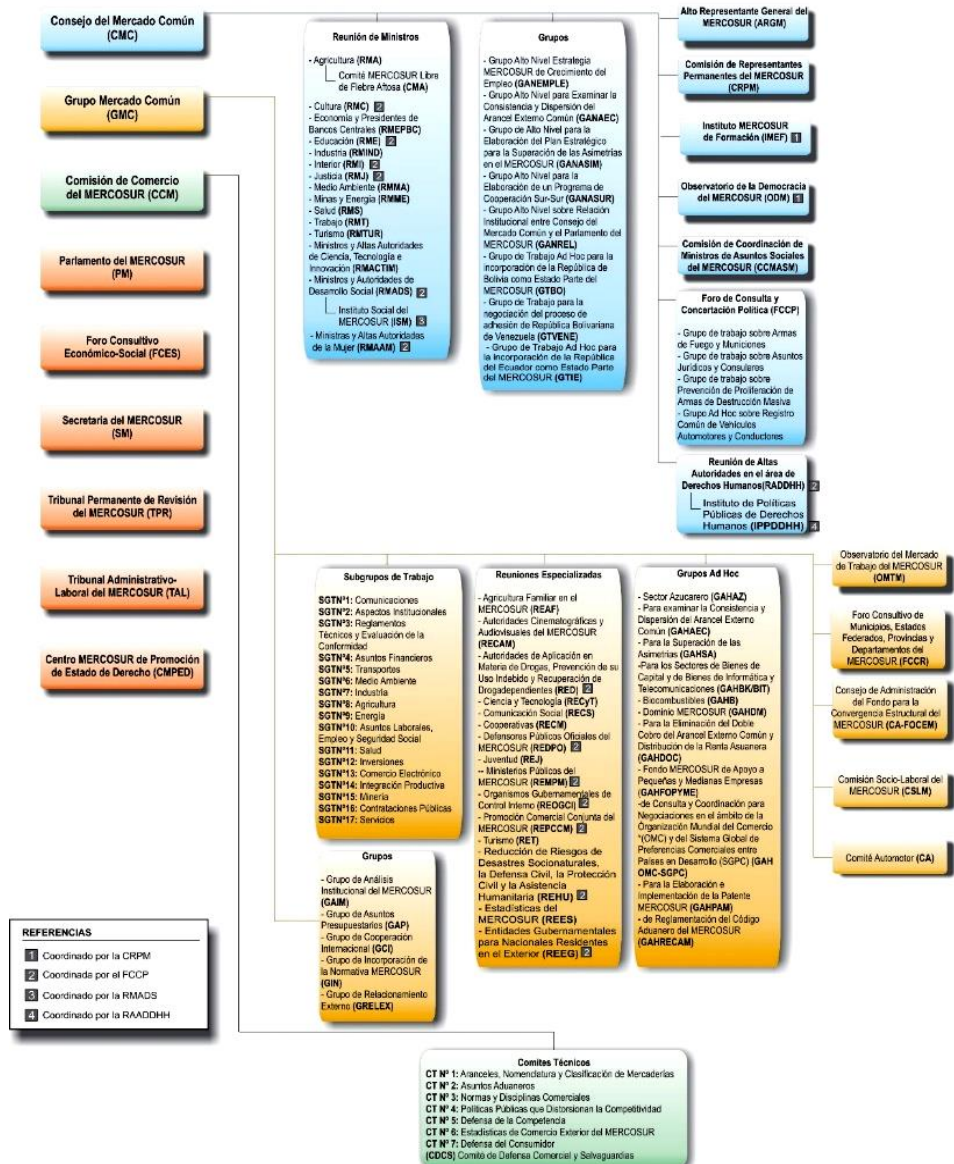 Consejo del Mercado Común
(CMC)
Grupo Mercado Común
(GMC)
Comisión de Comercio
del MERCOSUR (CCM)
Parlamento del MERCOSUR
(PM)
Foro Consultivo
Económico-Social (FCES)
Secretaria del MERCOSUR
(SM)
Tribunal Permanente de Revisión
del MERCOSUR (TPR)
Tribunal Administrativo-
Laboral del MERCOSUR (TAL)
Centro MERCOSUR de Promoción
de Estado de Derecho (CMPED)
Reunión de Ministros
- Agricultura (RMA)
Comité MERCOSUR Libre
de Fiebre Aftosa (CMA)
- Cultura (RMC) 2
- Economía y Presidentes de
Bancos Centrales (RMEPBC)
- Educación (RME) 2
- Industria (RMIND)
- Interior (RMI) 2
- Justicia (RMJ) 2
- Medio Ambiente (RMMA)
- Minas y Energía (RMME)
- Salud (RMS)
- Trabajo (RMT)
- Turismo (RMTUR)
- Ministros y Altas Autoridades
de Ciencia, Tecnología e
Innovación (RMACTIM)
- Ministros y Autoridades de
Desarrollo Social (RMADS) 2
Instituto Social del
MERCOSUR (ISM) 3
- Ministras y Altas Autoridades
de la Mujer (RMAAM) 2
Grupos
- Grupo Alto Nivel Estrategia
MERCOSUR de Crecimiento del
Empleo (GANEMPLE)
- Grupo Alto Nivel para Examinar la
Consistencia y Dispersión del
Arancel Externo Común (GANAEC)
- Grupo de Alto Nivel para la
Elaboración del Plan Estratégico
para la Superación de las Asimetrías
en el MERCOSUR (GANASIM)
- Grupo Alto Nivel para la
Elaboración de un Programa de
Cooperación Sur-Sur (GANASUR)
- Grupo Alto Nivel sobre Relación
Institucional entre Consejo del
Mercado Común y el Parlamento del
MERCOSUR (GANREL)
- Grupo de Trabajo Ad Hoc para la
incorporación de la República de
Bolivia como Estado Parte del
MERCOSUR (GTBO)
- Grupo de Trabajo para la
negociación del proceso de
adhesión de República Bolivariana
de Venezuela (GTVENE)
- Grupo de Trabajo Ad Hoc para
la Incorporación de la República
del Ecuador como Estado Parte
del MERCOSUR (GTIE)
Alto Representante General del
MERCOSUR (ARGM)
Comisión de Representantes
Permanentes del MERCOSUR
(CRPM)
Instituto MERCOSUR
de Formación (IMEF) 1
Observatorio de la Democracia
del MERCOSUR (ODM) 1
Comisión de Coordinación de
Ministros de Asuntos Sociales
del MERCOSUR (CCMASM)
Foro de Consulta y
Concertación Política (FCCP)
- Grupo de trabajo sobre Armas
de Fuego y Municiones
- Grupo de trabajo sobre Asuntos
Jurídicos y Consulares
- Grupo de trabajo sobre
Prevención de Proliferación de
Armas de Destrucción Masiva
- Grupo Ad Hoc sobre Registro
Común de Vehículos
Automotores y Conductores
Reunión de Altas
Autoridades en el área de
Derechos Humanos(RADDHH) 2
Instituto de Políticas
Públicas de Derechos
Humanos (IPPDDHH) 4
Subgrupos de Trabajo
SGTNº1: Comunicaciones
SGTNº2: Aspectos Institucionales
SGTNº3: Reglamentos
Técnicos y Evaluación de la
Conformidad
SGTNº4: Asuntos Financieros
SGTNº5: Transportes
SGTNº6: Medio Ambiente
SGTNº7: Industria
SGTNº8: Agricultura
SGTNº9: Energía
SGTNº10: Asuntos Laborales,
Empleo y Seguridad Social
SGTNº11: Salud
SGTNº12: Inversiones
SGTNº13: Comercio Electrónico
SGTNº14: Integración Productiva
SGTNº15: Minería
SGTNº16: Contrataciones Públicas
SGTNº17: Servicios
Grupos
- Grupo de Análisis
Institucional del MERCOSUR
(GAIM)
- Grupo de Asuntos
Presupuestarios (GAP)
- Grupo de Cooperación
Internacional (GCI)
- Grupo de Incorporación de
la Normativa MERCOSUR
(GIN)
- Grupo de Relacionamiento
Externo (GRELEX)
Reuniones Especializadas
- Agricultura Familiar en el
MERCOSUR (REAF)
- Autoridades Cinematográficas y
Audiovisuales del MERCOSUR
(RECAM)
- Autoridades de Aplicación en
Materia de Drogas, Prevención de su
Uso Indebido y Recuperación de
Drogadependientes (RED) 2
- Ciencia y Tecnología (RECyT)
- Comunicación Social (RECS)
- Cooperativas (RECM)
- Defensores Públicos Oficiales del
MERCOSUR (REDPO) 2
- Juventud (REJ)
-- Ministerios Públicos del
MERCOSUR (REMPM) 2
- Organismos Gubernamentales de
Control Interno (REOGCI) 2
- Promoción Comercial Conjunta del
MERCOSUR (REPCCM) 2
- Turismo (RET)
- Reducción de Riesgos de
Desastres Socionaturales,
la Defensa Civil, la Protección
Civil y la Asistencia
Humanitaria (REHU) 2
- Estadísticas del
MERCOSUR (REES)
- Entidades Gubernamentales
para Nacionales Residentes
en el Exterior (REEG) 2
Grupos Ad Hoc
- Sector Azucarero (GAHAZ)
- Para examinar la Consistencia y
Dispersión del Arancel Externo
Común (GAHAEC)
- Para la Superación de las
Asimetrías (GAHSA)
-Para los Sectores de Bienes de
Capital y de Bienes de Informática y
Telecomunicaciones (GAHBK/BIT)
- Biocombustibles (GAHB)
- Dominio MERCOSUR (GAHDM)
- Para la Eliminación del Doble
Cobro del Arancel Externo Común y
Distribución de la Renta Asuanera
(GAHDOC)
- Fondo MERCOSUR de Apoyo a
Pequeñas y Medianas Empresas
(GAHFOPYME)
-de Consulta y Coordinación para
Negociaciones en el ámbito de la
Órganización Mundial del Comercio
*(OMC) y del Sistema Global de
Preferencias Comerciales entre
Países en Desarrollo (SGPC) (GAH
OMC-SGPC)
- Para la Elaboración e
Implementación de la Patente
MERCOSUR (GAHPAM)
- de Reglamentación del Código
Aduanero del MERCOSUR
(GAHRECAM)
Observatorio del Mercado
de Trabajo del MERCOSUR
(OMTM)
Foro Consultivo de
Municipios, Estados
Federados, Provincias y
Departamentos del
MERCOSUR (FCCR)
Consejo de Administración
del Fondo para la
Convergencia Estructural del
MERCOSUR (CA-FOCEM)
Comisión Socio-Laboral del
MERCOSUR (CSLM)
Comité Automotor (CA)
REFERENCIAS
1 Coordinado por la CRPM
2 Coordinada por el FCCP
3 Coordinado por la RMADS
4 Coordinado por la RAADDHH
Comites Técnicos
CT Nº 1: Aranceles, Nomenclatura y Clasificación de Mercaderías
CT Nº 2: Asuntos Aduaneros
CT Nº 3: Normas y Disciplinas Comerciales
CT Nº 4: Políticas Públicas que Distorsionan la Competitividad
CT Nº 5: Defensa de la Competencia
CT Nº 6: Estadísticas de Comercio Exterior del MERCOSUR
CT Nº 7: Defensa del Consumidor
(CDCS) Comité de Defensa Comercial y Salvaguardias